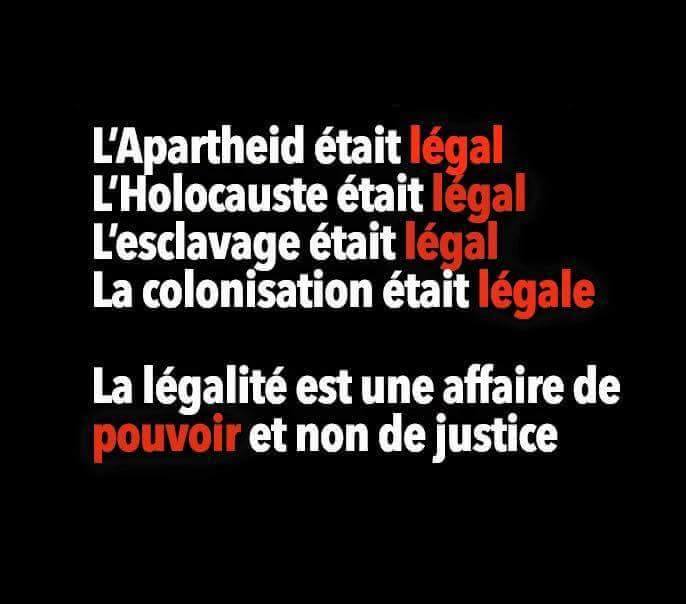 L’Apartheid était légal
L’Holocauste était légal
L’esclavage était légal
La colonisation était légale
La légalité est une affaire de
pouvoir et non de justice